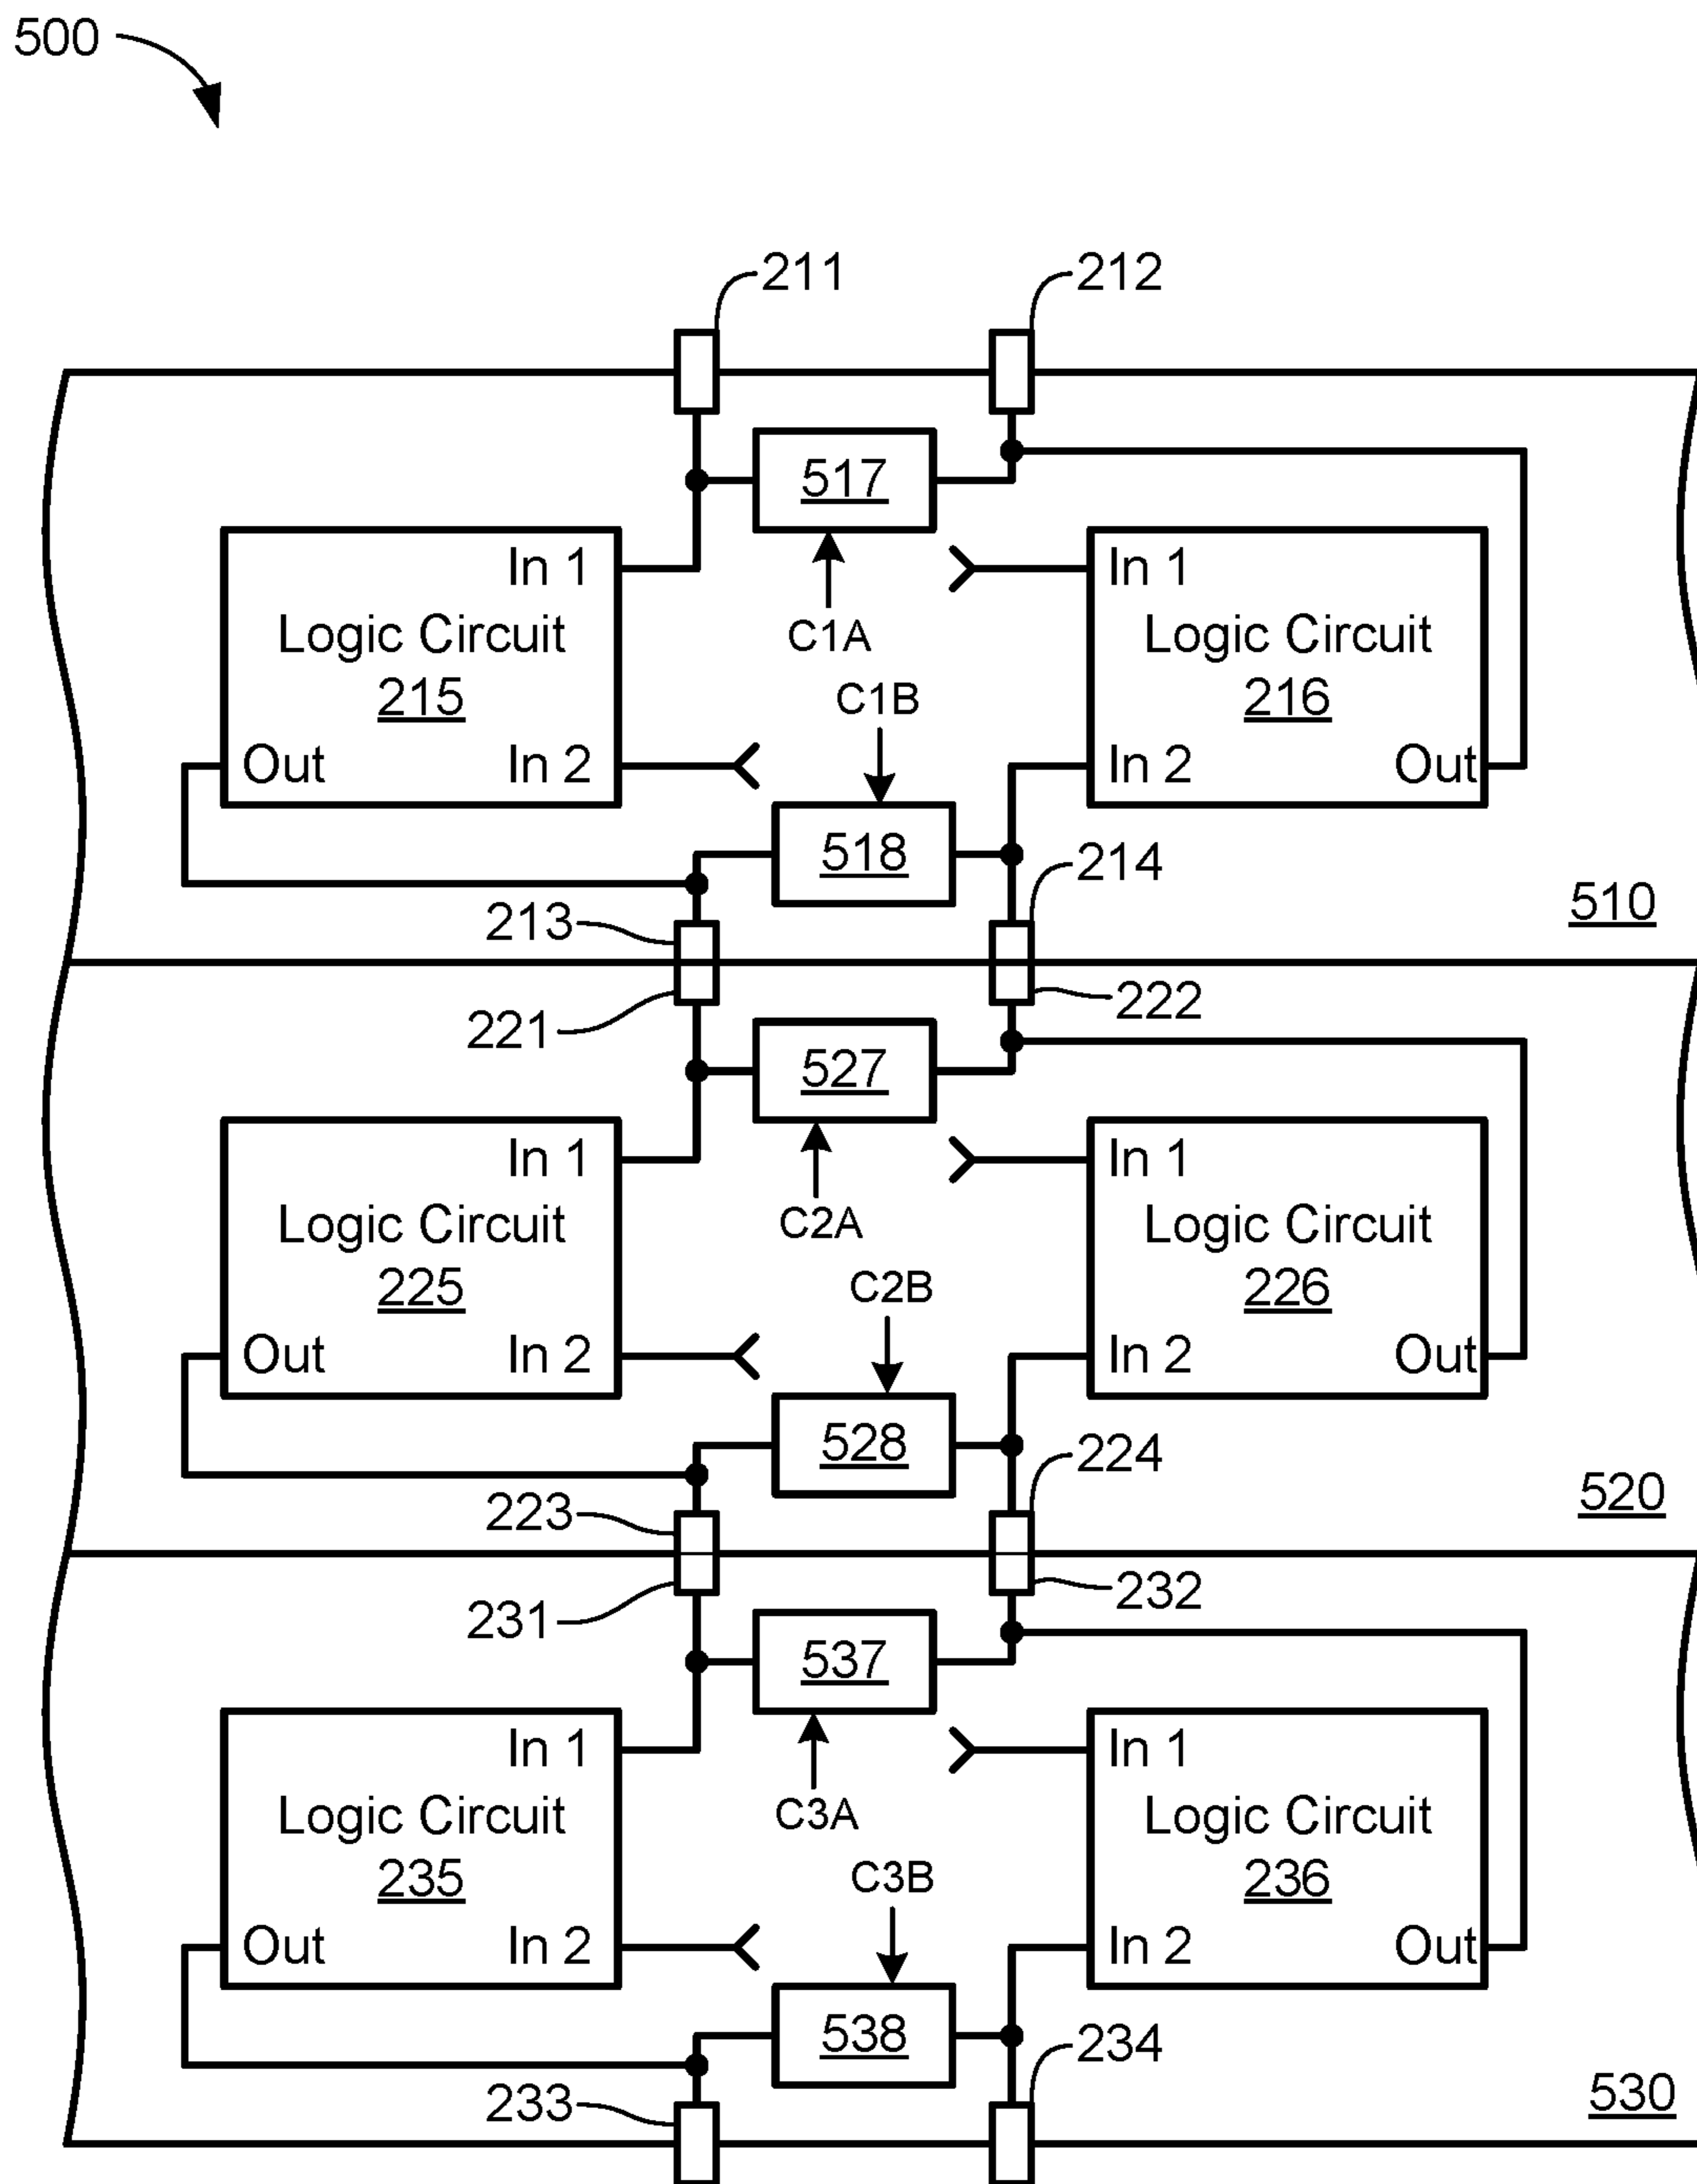 500
211
212
517
In 1
In 1
C1A
Logic Circuit
215
Logic Circuit
216
C1B
Out
In 2
In 2
Out
518
214
213
510
221
222
527
In 1
In 1
Logic Circuit
225
C2A
Logic Circuit
226
C2B
Out
In 2
In 2
Out
528
224
223
520
231
232
537
In 1
In 1
Logic Circuit
235
C3A
Logic Circuit
236
C3B
Out
In 2
In 2
Out
538
234
233
530